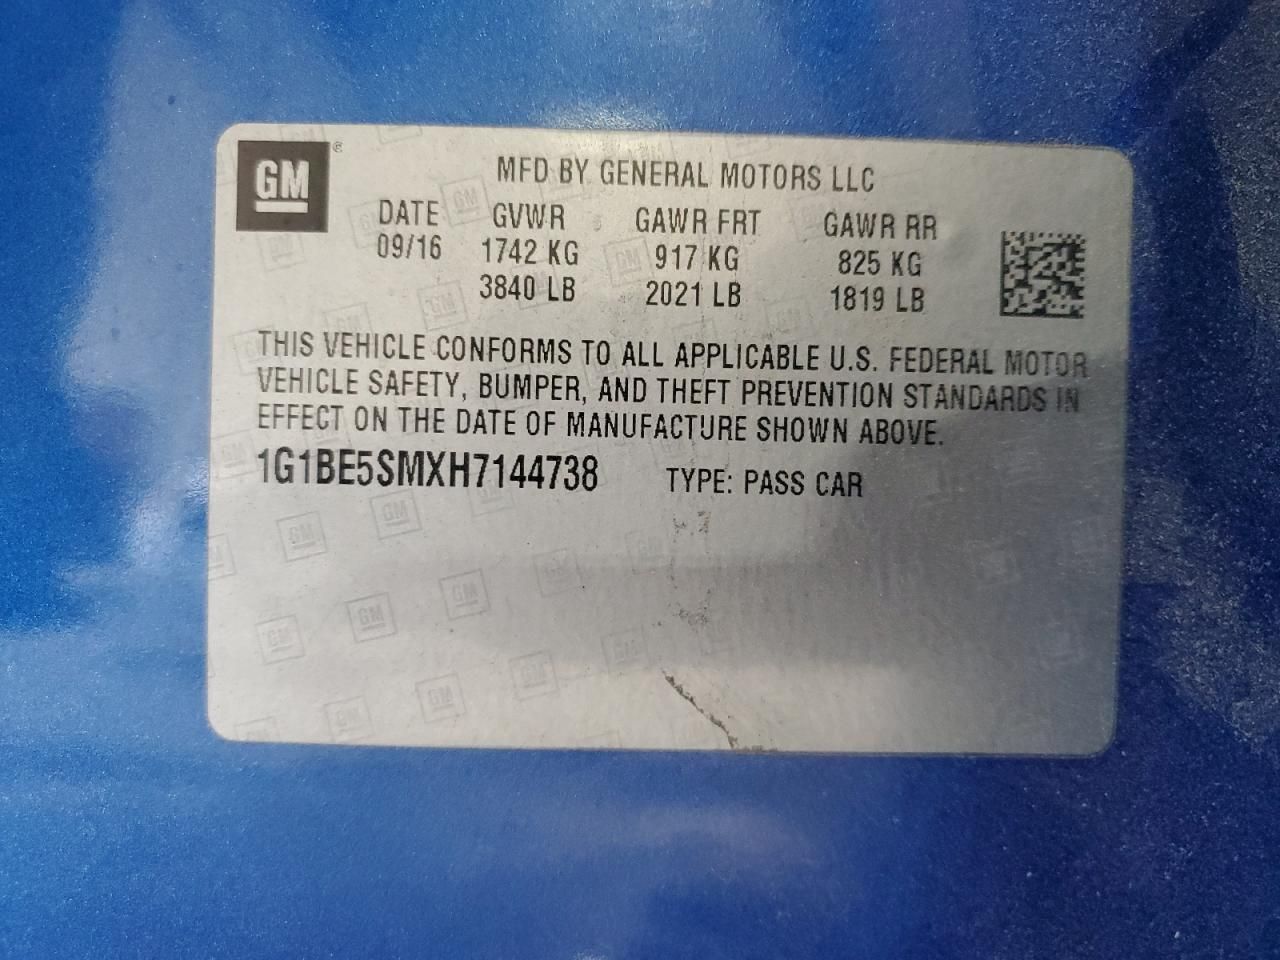 GM ®
MFD BY GENERAL MOTORS LLC
DATE GVWR GAWR FRT GAWR RR
09/16 1742 KG 917 KG 825 KG
3840 LB 2021 LB 1819 LB
THIS VEHICLE CONFORMS TO ALL APPLICABLE U.S. FEDERAL MOTOR
VEHICLE SAFETY, BUMPER, AND THEFT PREVENTION STANDARDS IN
EFFECT ON THE DATE OF MANUFACTURE SHOWN ABOVE.
1G1BE5SMXH7144738 TYPE: PASS CAR